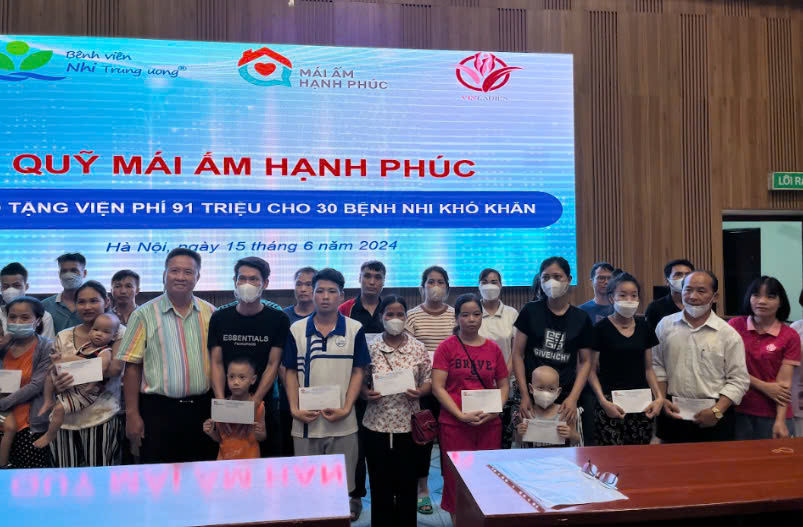 Bệnh viện
Nhi Trung ương®
MÁI ẤM
HẠNH PHÚC
QUỸ MÁI ẤM HẠNH PHÚC
TẶNG VIỆN PHÍ 91 TRIỆU CHO 30 BỆNH NHI KHÓ KHĂN
Hà Nội, ngày 15 tháng 6 năm 2024
LỐI RA
ESSENTIALS
BRAVE
GIVENCHY